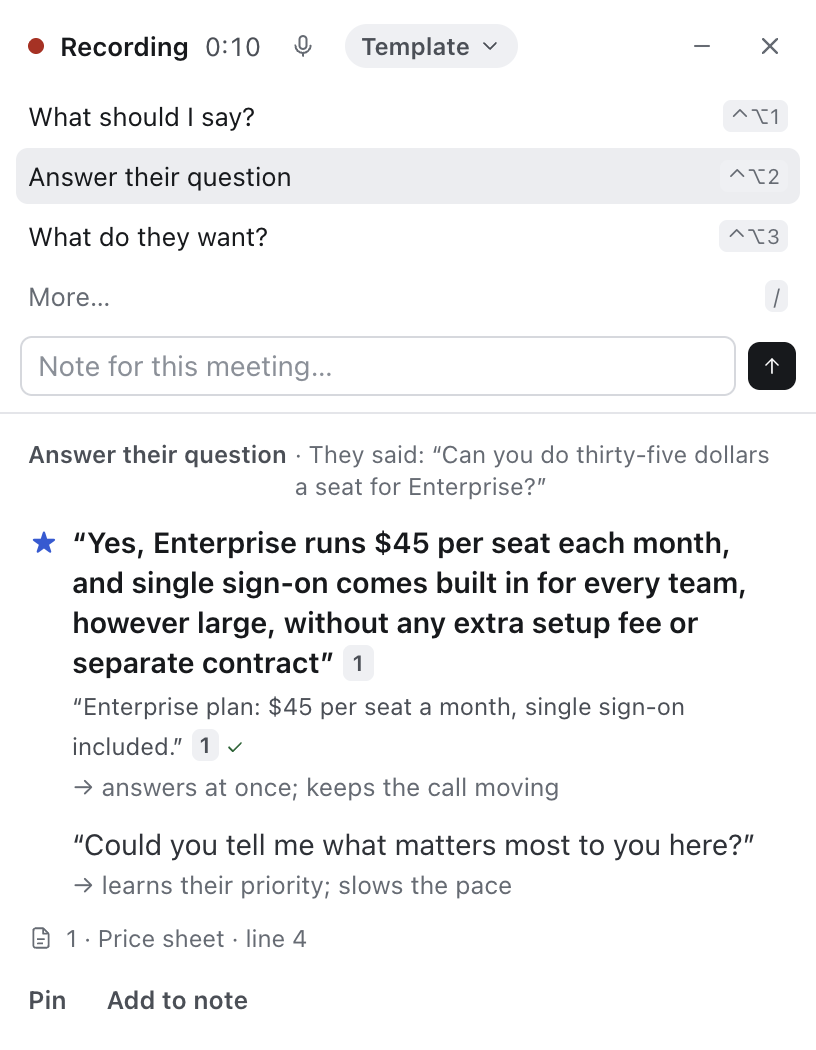 Recording 0:10 Template
What should I say? ^⌥1
Answer their question ^⌥2
What do they want? ^⌥3
More... /
Note for this meeting...
Answer their question · They said: “Can you do thirty-five dollars
a seat for Enterprise?”
“Yes, Enterprise runs $45 per seat each month,
and single sign-on comes built in for every team,
however large, without any extra setup fee or
separate contract” 1
“Enterprise plan: $45 per seat a month, single sign-on
included.” 1 ✓
→ answers at once; keeps the call moving
“Could you tell me what matters most to you here?”
→ learns their priority; slows the pace
1 · Price sheet · line 4
Pin Add to note